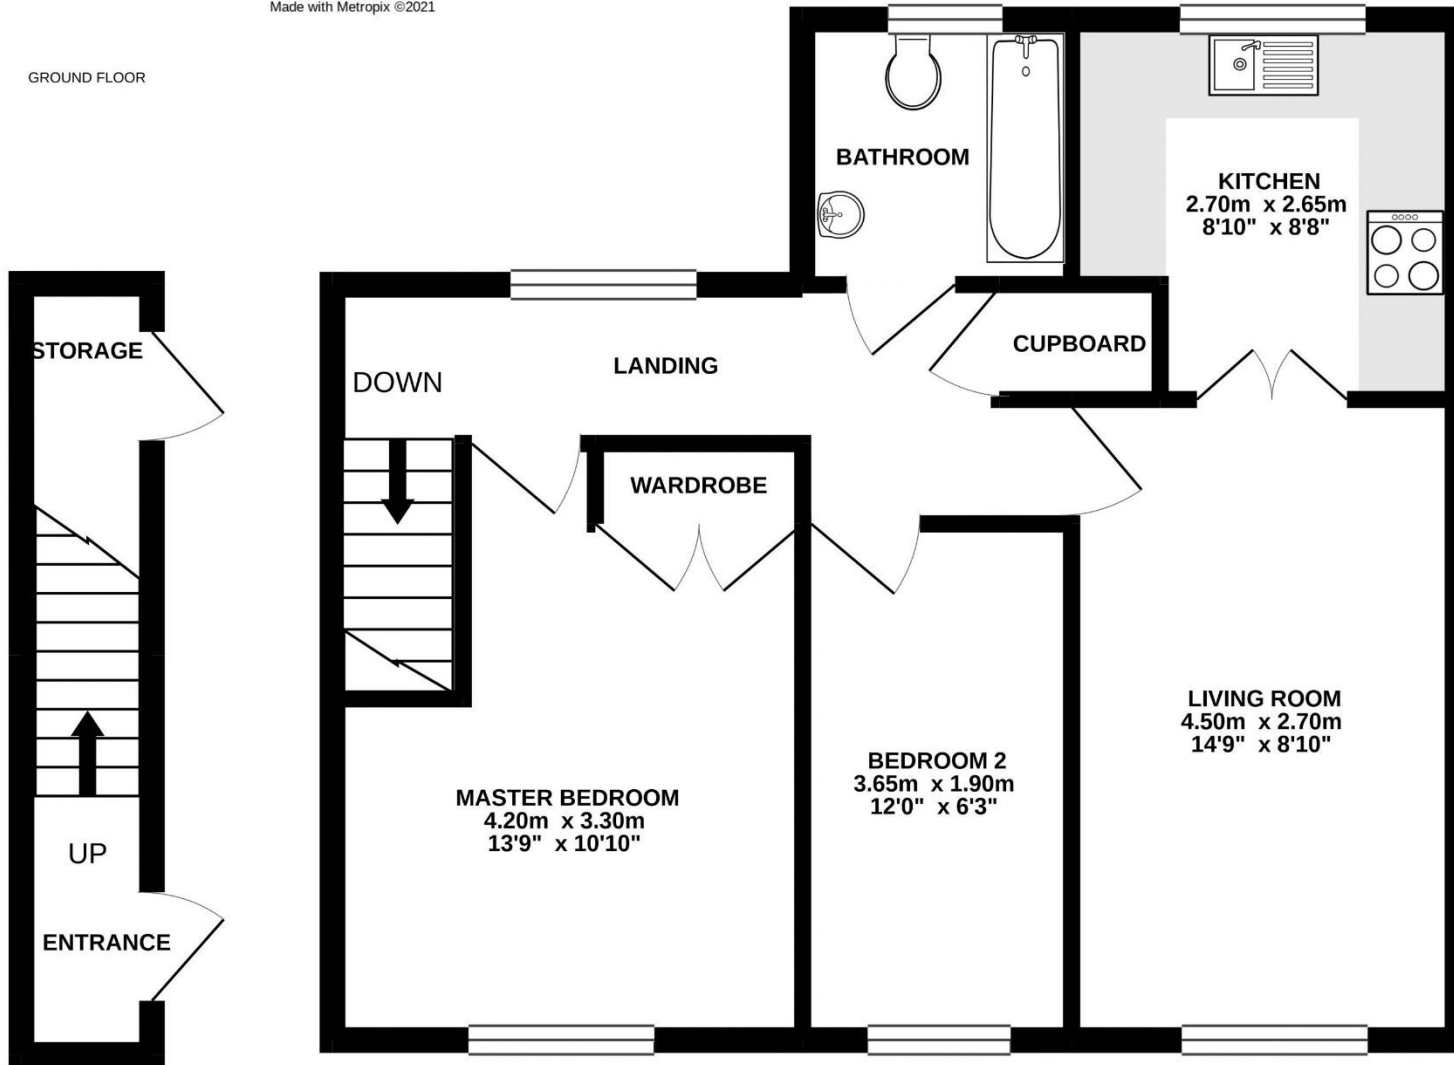 Made with Metropix ©2021
GROUND FLOOR
BATHROOM
KITCHEN
2.70m x 2.65m
8'10" x 8'8"
STORAGE
CUPBOARD
LANDING
DOWN
WARDROBE
LIVING ROOM
4.50m x 2.70m
14'9" x 8'10"
BEDROOM 2
3.65m x 1.90m
12'0" x 6'3"
MASTER BEDROOM
4.20m x 3.30m
13'9" x 10'10"
UP
ENTRANCE